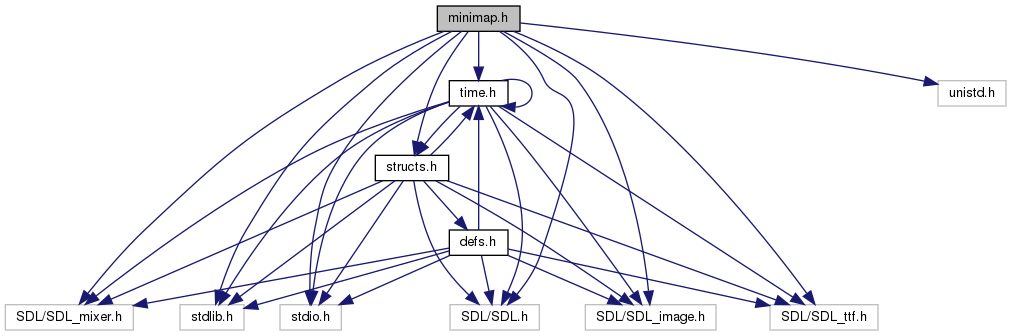 minimap.h
time.h
unistd.h
structs.h
defs.h
SDL/SDL_mixer.h
stdlib.h
stdio.h
SDL/SDL.h
SDL/SDL_image.h
SDL/SDL_ttf.h